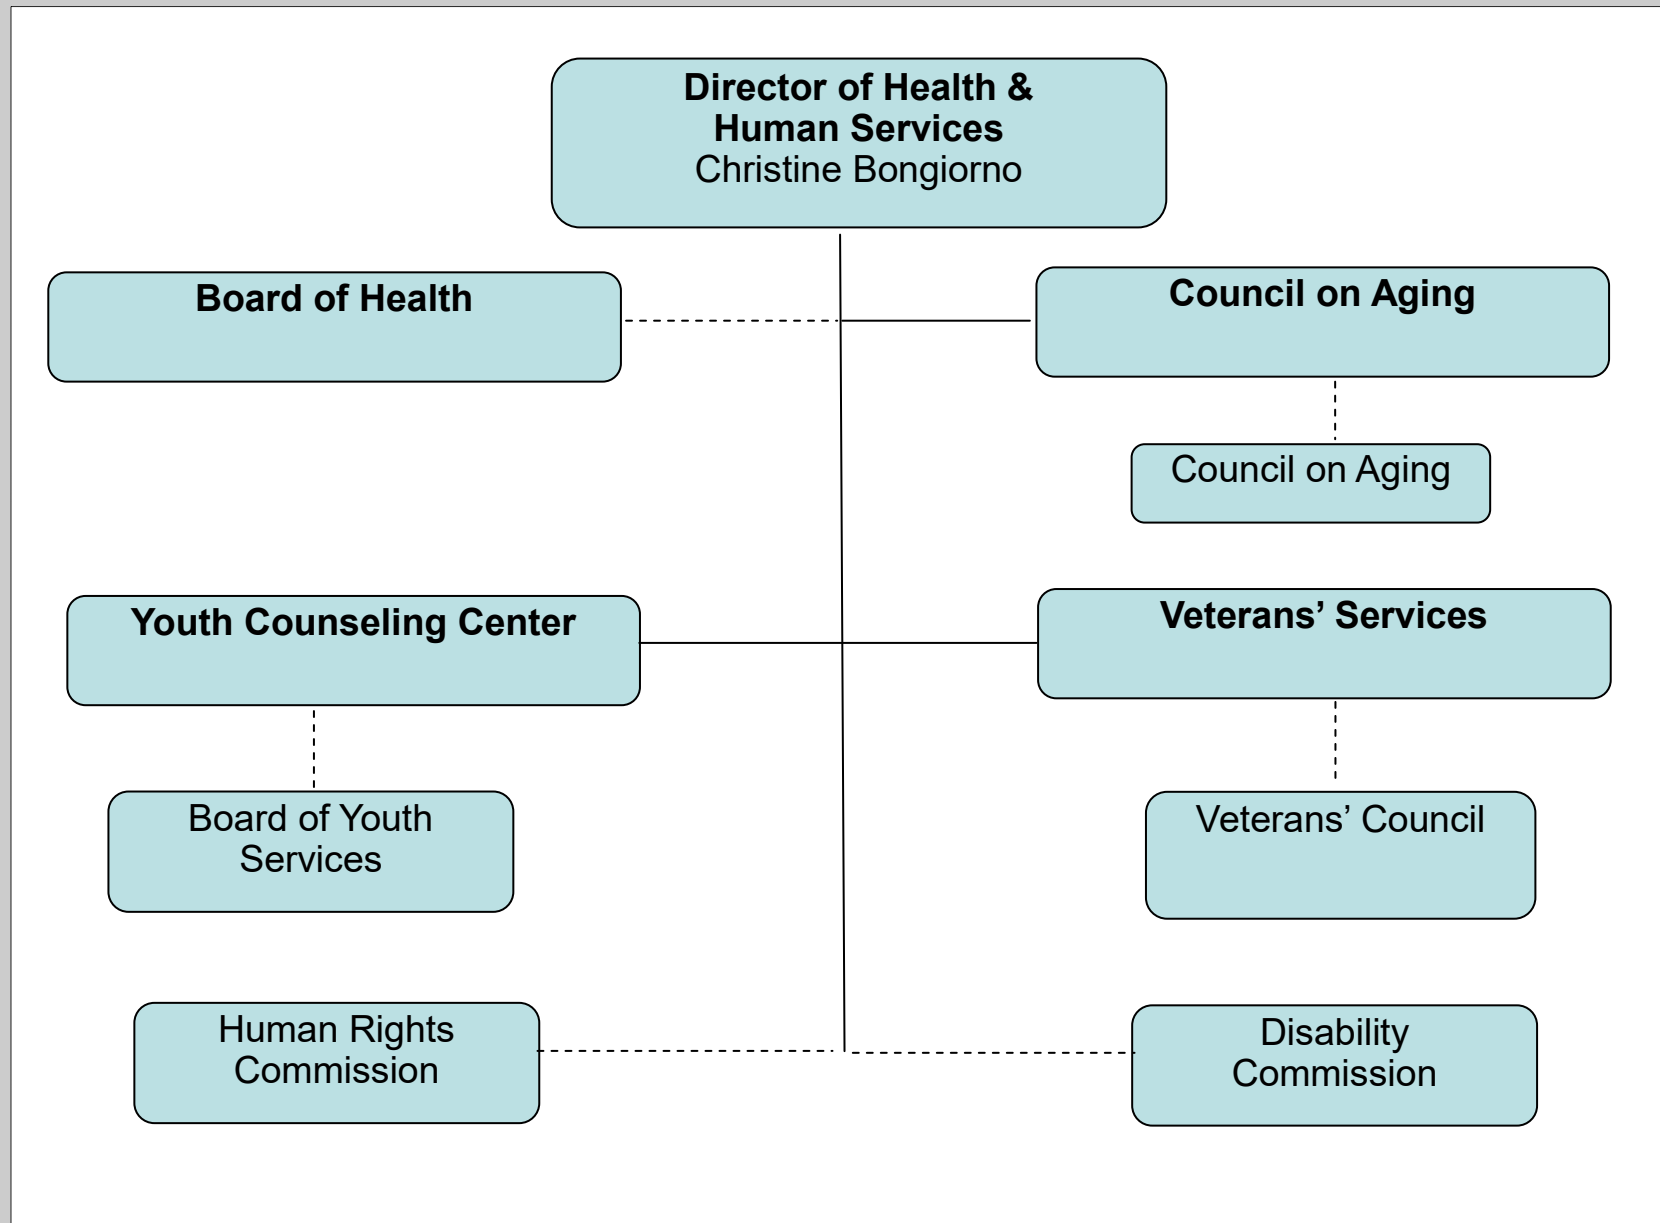 Director of Health &
Human Services
Christine Bongiorno
Board of Health
Council on Aging
Council on Aging
Youth Counseling Center
Veterans’ Services
Board of Youth
Services
Veterans’ Council
Human Rights
Commission
Disability
Commission